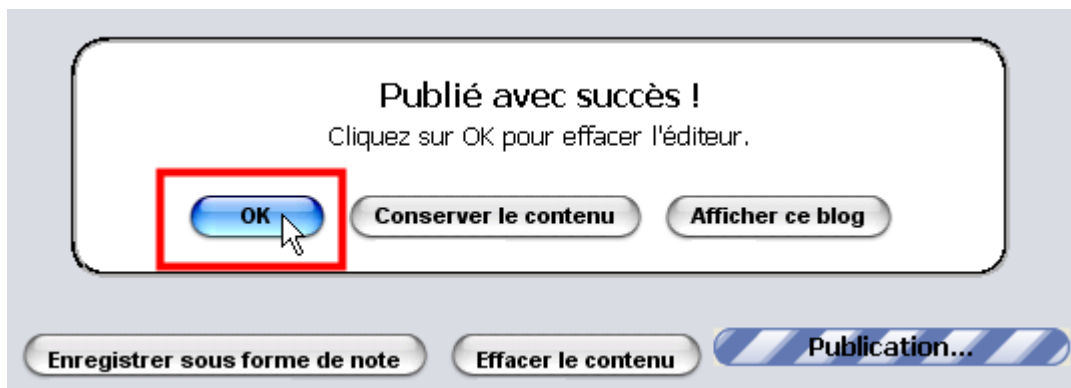 Publié avec succès !
Cliquez sur OK pour effacer l'éditeur.
OK
Conserver le contenu
Afficher ce blog
Enregistrer sous forme de note
Effacer le contenu
Publication...